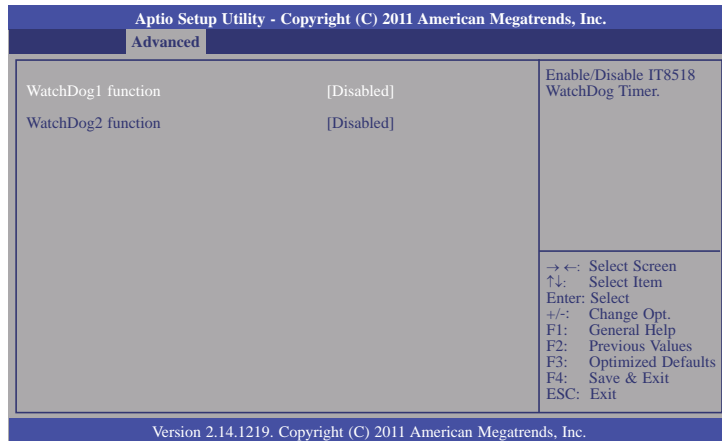 Aptio Setup Utility - Copyright (C) 2011 American Megatrends, Inc.
Advanced
WatchDog1 function [Disabled]
WatchDog2 function [Disabled]
Enable/Disable IT8518
WatchDog Timer.
→ ←: Select Screen
↑↓: Select Item
Enter: Select
+/-: Change Opt.
F1: General Help
F2: Previous Values
F3: Optimized Defaults
F4: Save & Exit
ESC: Exit
Version 2.14.1219. Copyright (C) 2011 American Megatrends, Inc.